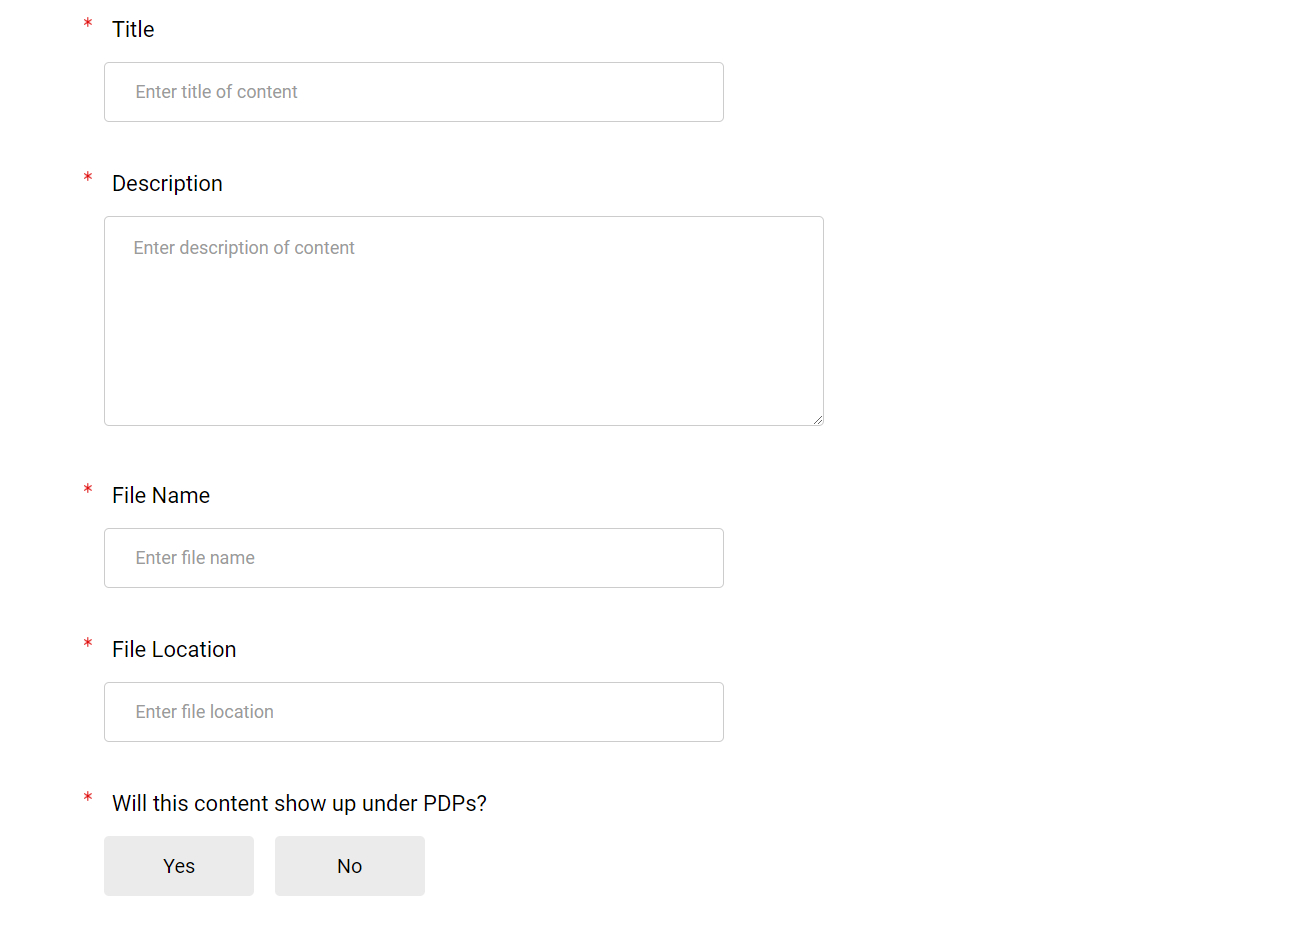 * Title
Enter title of content
* Description
Enter description of content
* File Name
Enter file name
* File Location
Enter file location
* Will this content show up under PDPs?
Yes No